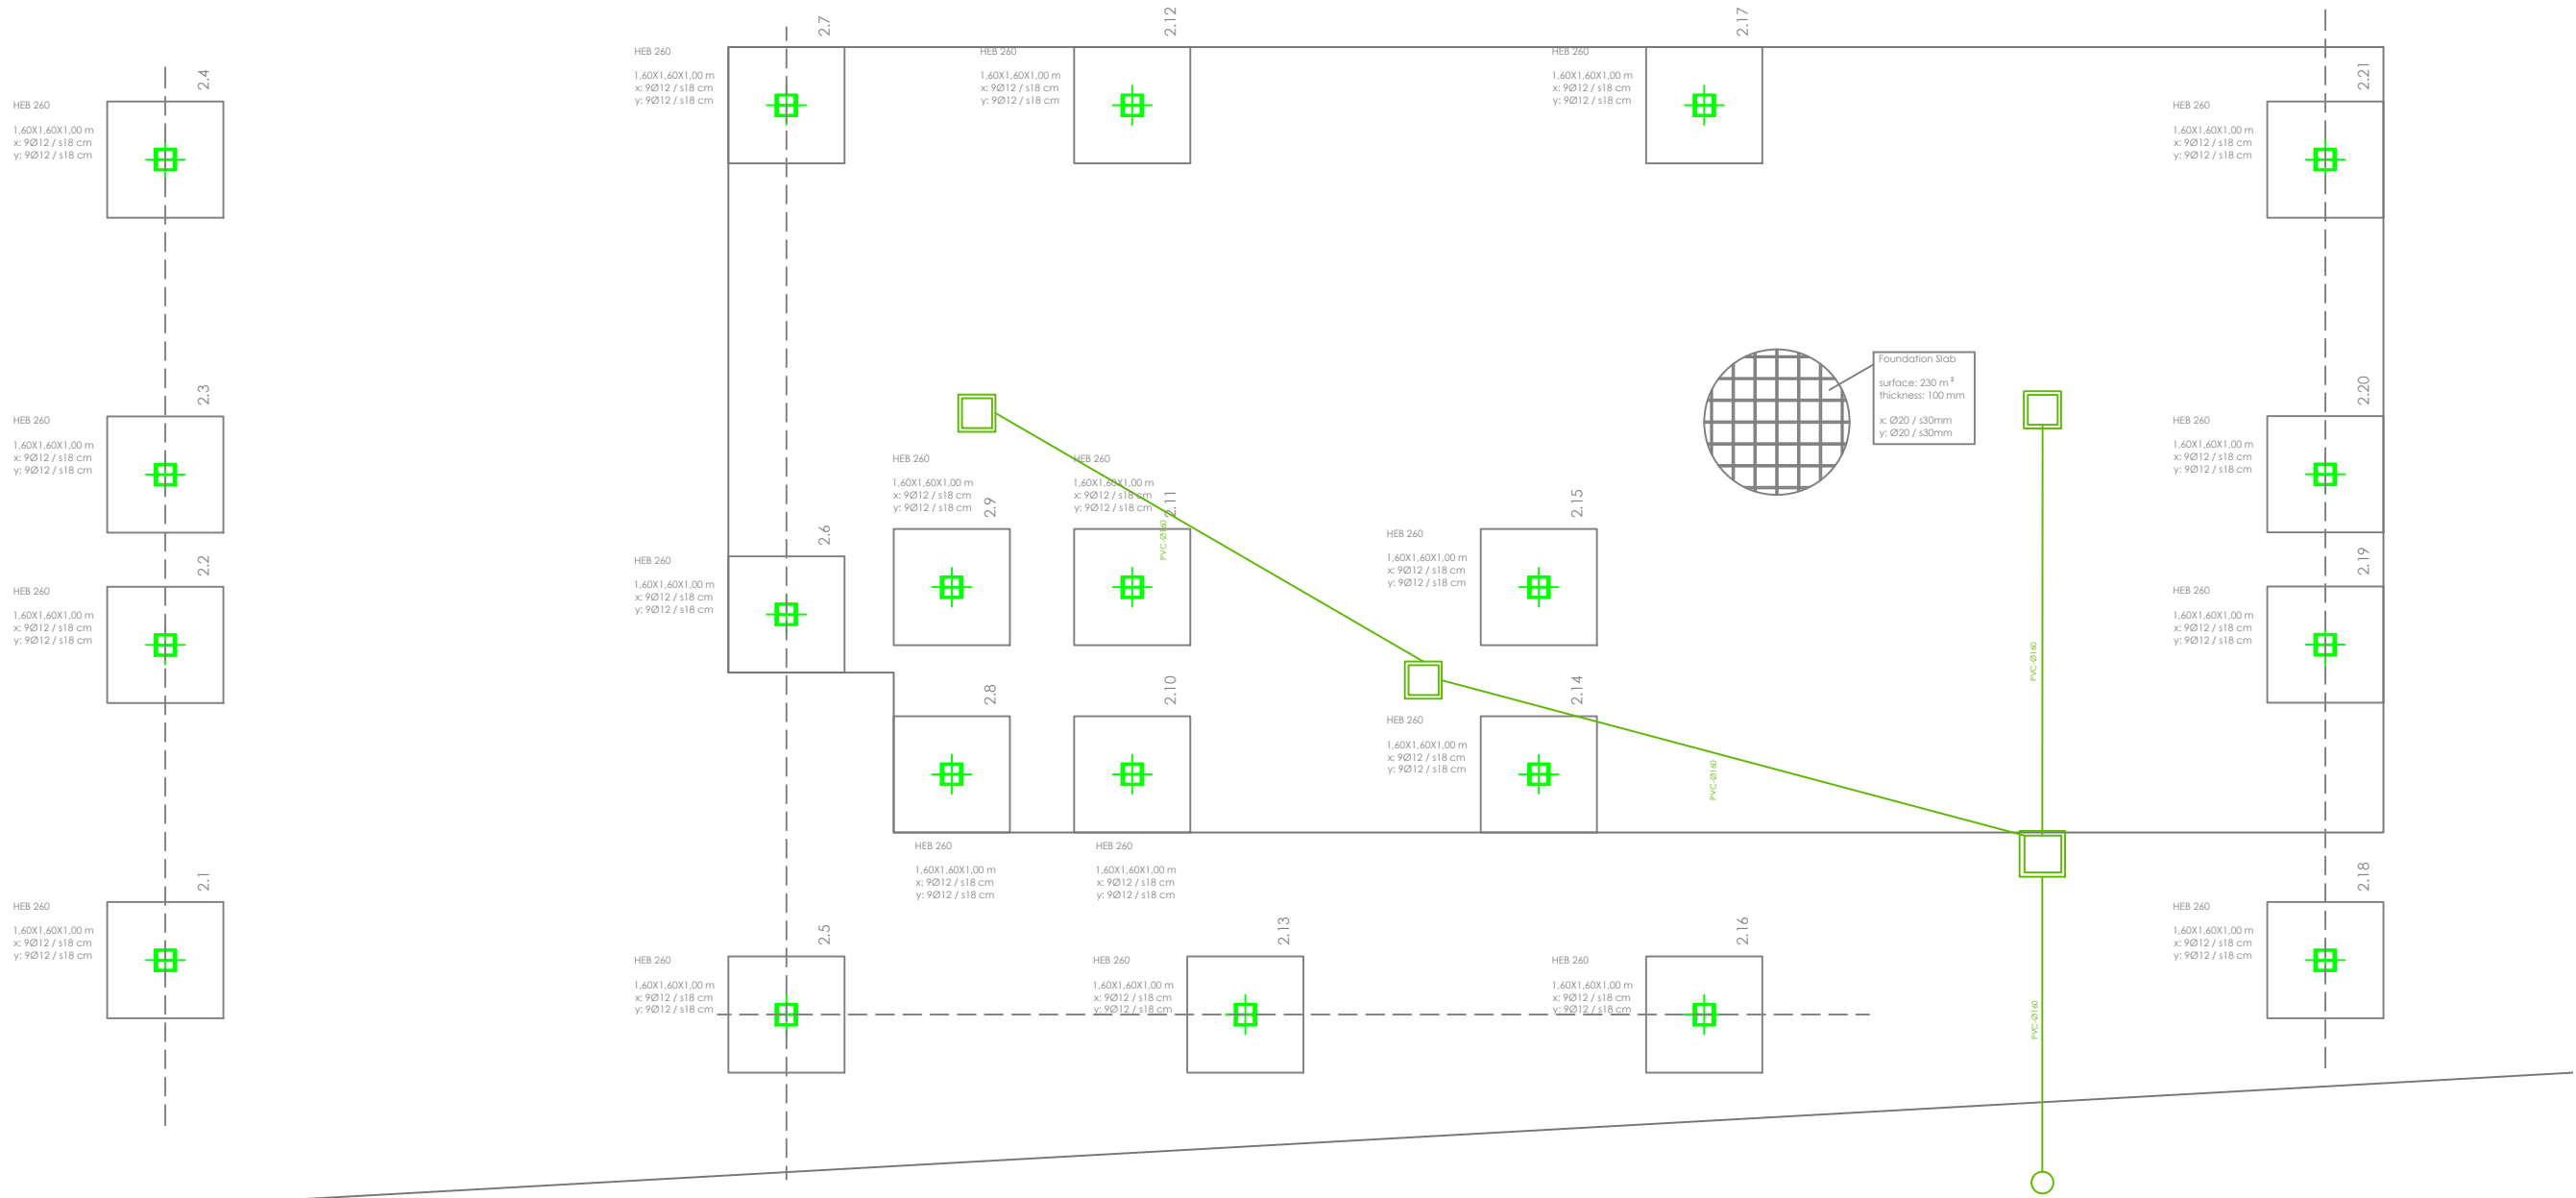 2.7
HEB 260
1,60X1,60X1,00 m
x: 9Ø12 / s18 cm
y: 9Ø12 / s18 cm
2.12
HEB 260
1,60X1,60X1,00 m
x: 9Ø12 / s18 cm
y: 9Ø12 / s18 cm
2.17
HEB 260
1,60X1,60X1,00 m
x: 9Ø12 / s18 cm
y: 9Ø12 / s18 cm
2.4
HEB 260
1,60X1,60X1,00 m
x: 9Ø12 / s18 cm
y: 9Ø12 / s18 cm
2.21
HEB 260
1,60X1,60X1,00 m
x: 9Ø12 / s18 cm
y: 9Ø12 / s18 cm
Foundation Slab
surface: 230 m²
thickness: 100 mm
x: Ø20 / s30mm
y: Ø20 / s30mm
2.3
HEB 260
1,60X1,60X1,00 m
x: 9Ø12 / s18 cm
y: 9Ø12 / s18 cm
2.20
HEB 260
1,60X1,60X1,00 m
x: 9Ø12 / s18 cm
y: 9Ø12 / s18 cm
HEB 260
1,60X1,60X1,00 m
x: 9Ø12 / s18 cm
y: 9Ø12 / s18 cm
2.9
HEB 260
1,60X1,60X1,00 m
x: 9Ø12 / s18 cm
y: 9Ø12 / s18 cm
2.11
PVC-Ø160
2.15
HEB 260
1,60X1,60X1,00 m
x: 9Ø12 / s18 cm
y: 9Ø12 / s18 cm
2.6
HEB 260
1,60X1,60X1,00 m
x: 9Ø12 / s18 cm
y: 9Ø12 / s18 cm
2.2
HEB 260
1,60X1,60X1,00 m
x: 9Ø12 / s18 cm
y: 9Ø12 / s18 cm
2.19
HEB 260
1,60X1,60X1,00 m
x: 9Ø12 / s18 cm
y: 9Ø12 / s18 cm
PVC-Ø160
2.8
2.10
2.14
HEB 260
1,60X1,60X1,00 m
x: 9Ø12 / s18 cm
y: 9Ø12 / s18 cm
PVC-Ø160
HEB 260
1,60X1,60X1,00 m
x: 9Ø12 / s18 cm
y: 9Ø12 / s18 cm
HEB 260
1,60X1,60X1,00 m
x: 9Ø12 / s18 cm
y: 9Ø12 / s18 cm
2.1
HEB 260
1,60X1,60X1,00 m
x: 9Ø12 / s18 cm
y: 9Ø12 / s18 cm
2.18
HEB 260
1,60X1,60X1,00 m
x: 9Ø12 / s18 cm
y: 9Ø12 / s18 cm
2.5
HEB 260
1,60X1,60X1,00 m
x: 9Ø12 / s18 cm
y: 9Ø12 / s18 cm
2.13
HEB 260
1,60X1,60X1,00 m
x: 9Ø12 / s18 cm
y: 9Ø12 / s18 cm
2.16
HEB 260
1,60X1,60X1,00 m
x: 9Ø12 / s18 cm
y: 9Ø12 / s18 cm
PVC-Ø160